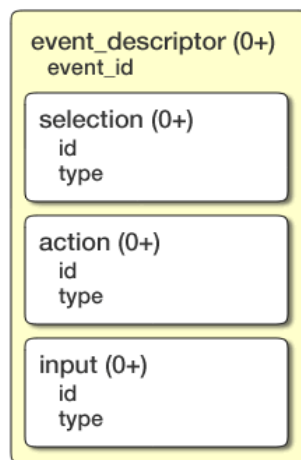 event_descriptor (0+)
event_id
selection (0+)
id
type
action (0+)
id
type
input (0+)
id
type